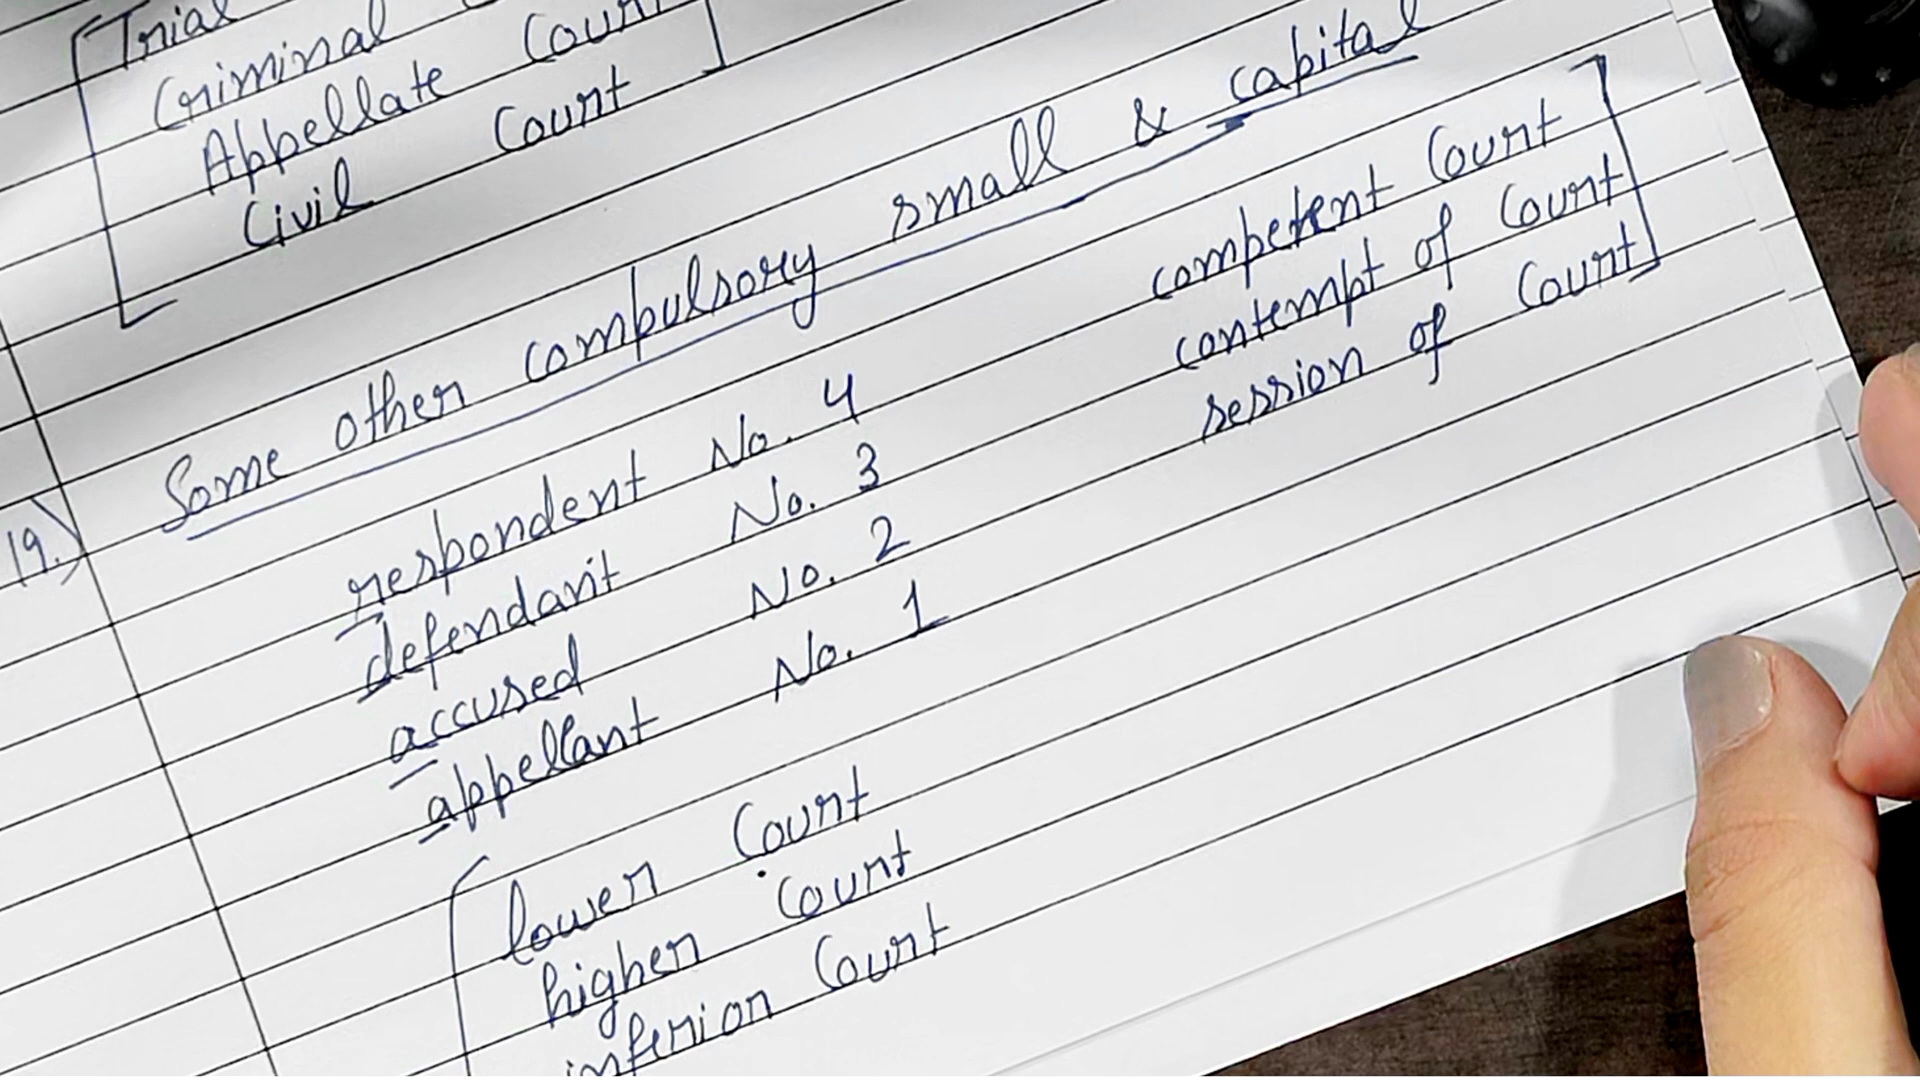 Trial
Criminal
Appellate Court
Civil Court
19.) Some other compulsory small & capital
respondent No. 4
defendant No. 3
accused No. 2
appellant No. 1
competent Court
contempt of Court
session of Court
lower Court
higher Court
inferior Court